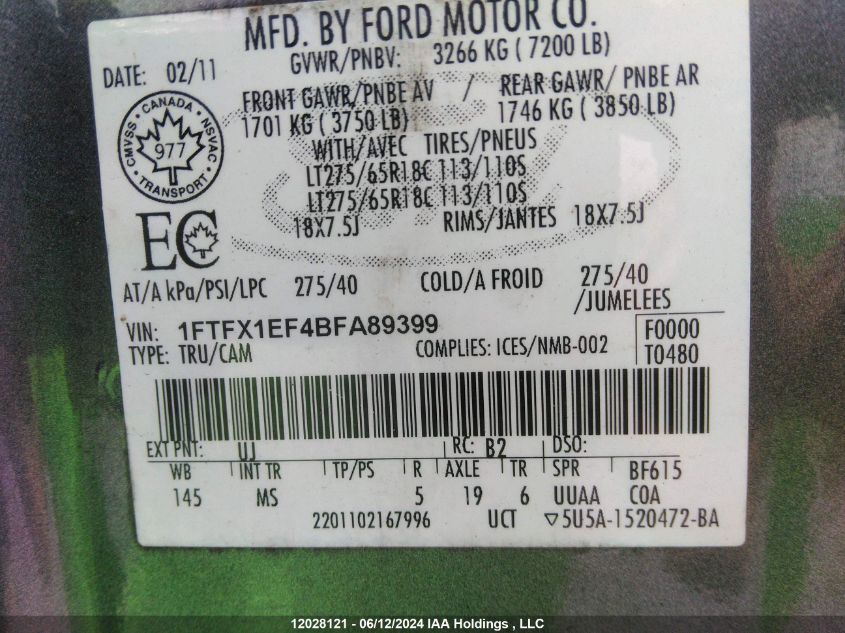 MFD. BY FORD MOTOR CO.
DATE: 02/11 GVWR/PNBV: 3266 KG ( 7200 LB)
FRONT GAWR/PNBE AV / REAR GAWR/ PNBE AR
1701 KG ( 3750 LB) 1746 KG ( 3850 LB)
CMVSS · CANADA · NSVAC · TRANSPORT · 977
WITH/AVEC TIRES/PNEUS
LT275/65R18C 113/110S
LT275/65R18C 113/110S
18X7.5J RIMS/JANTES 18X7.5J
EC
AT/A kPa/PSI/LPC 275/40 COLD/A FROID 275/40
/JUMELEES
VIN: 1FTFX1EF4BFA89399 F0000
TYPE: TRU/CAM COMPLIES: ICES/NMB-002 T0480
EXT PNT: UJ RC: B2 DSO:
WB INT TR TP/PS R AXLE TR SPR BF615
145 MS 5 19 6 UUAA COA
2201102167996 UCT ▽5U5A-1520472-BA
12028121 - 06/12/2024 IAA Holdings , LLC